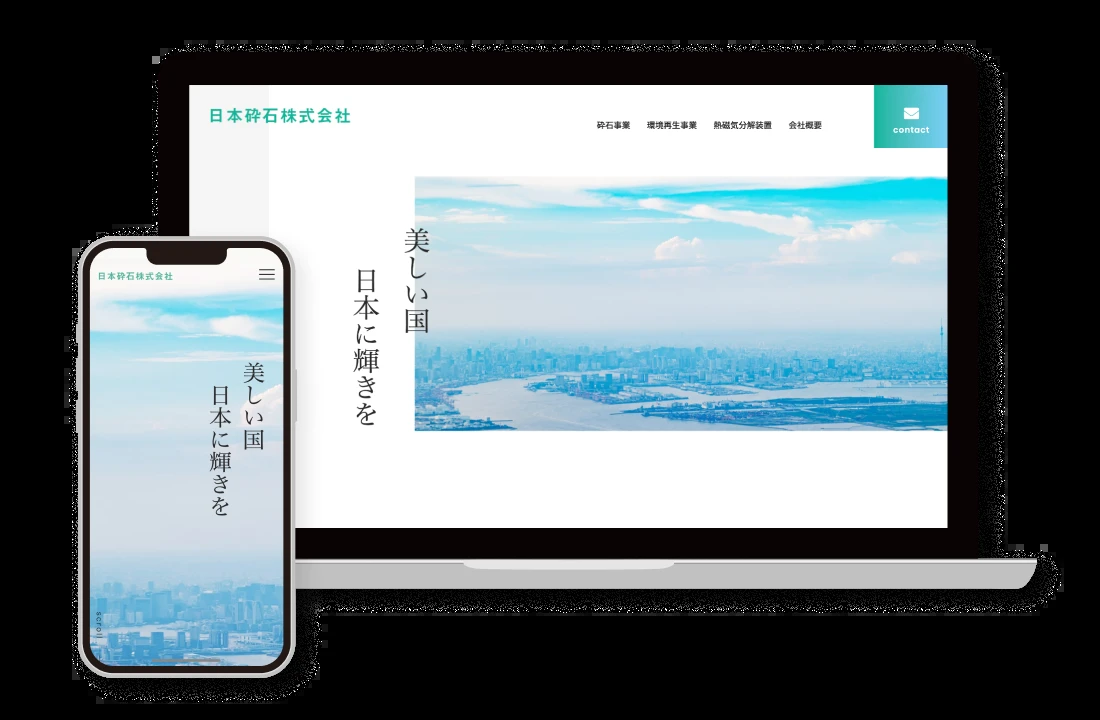 日本砕石株式会社
砕石事業 環境再生事業 熱磁気分解装置 会社概要
contact
美しい国
日本に輝きを
日本砕石株式会社
美しい国
日本に輝きを
scroll